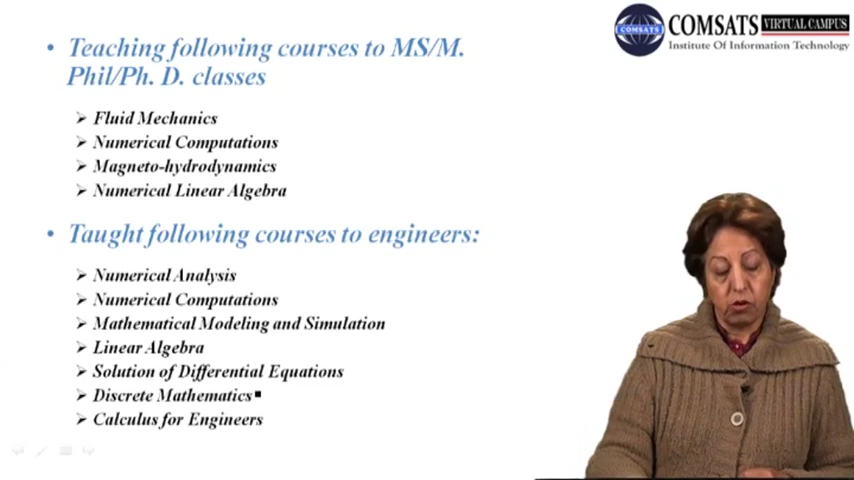 • Teaching following courses to MS/M.
Phil/Ph. D. classes
➢ Fluid Mechanics
➢ Numerical Computations
➢ Magneto-hydrodynamics
➢ Numerical Linear Algebra
• Taught following courses to engineers:
➢ Numerical Analysis
➢ Numerical Computations
➢ Mathematical Modeling and Simulation
➢ Linear Algebra
➢ Solution of Differential Equations
➢ Discrete Mathematics
➢ Calculus for Engineers
COMSATS
COMSATS VIRTUAL CAMPUS
Institute Of Information Technology